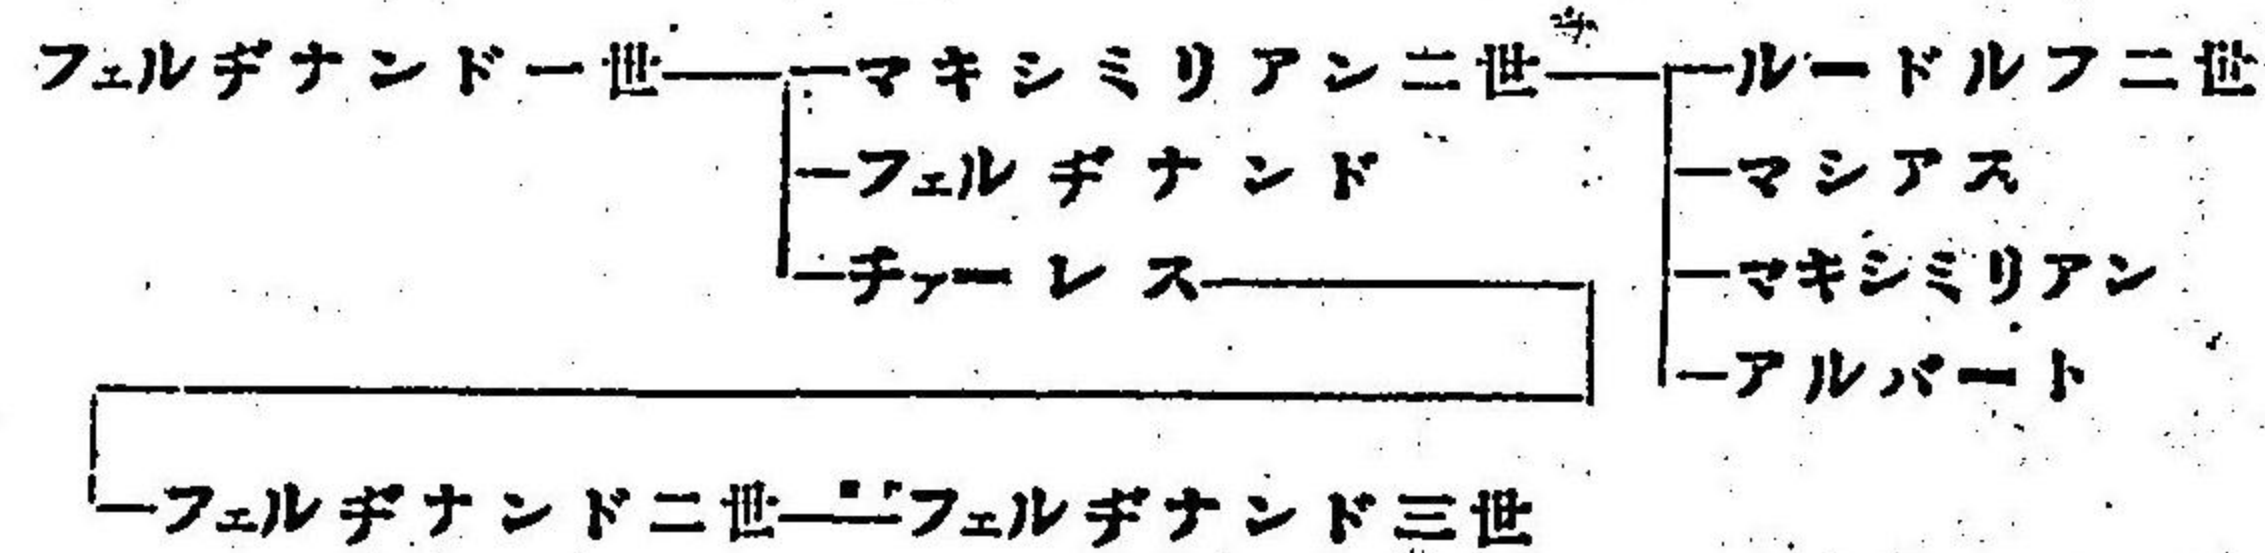 フェルヂナンド一世 マキシミリアン二世 ルードルフ二世
フェルヂナンド マシアス
チァーレス マキシミリアン
アルバート
フェルヂナンド二世 フェルヂナンド三世